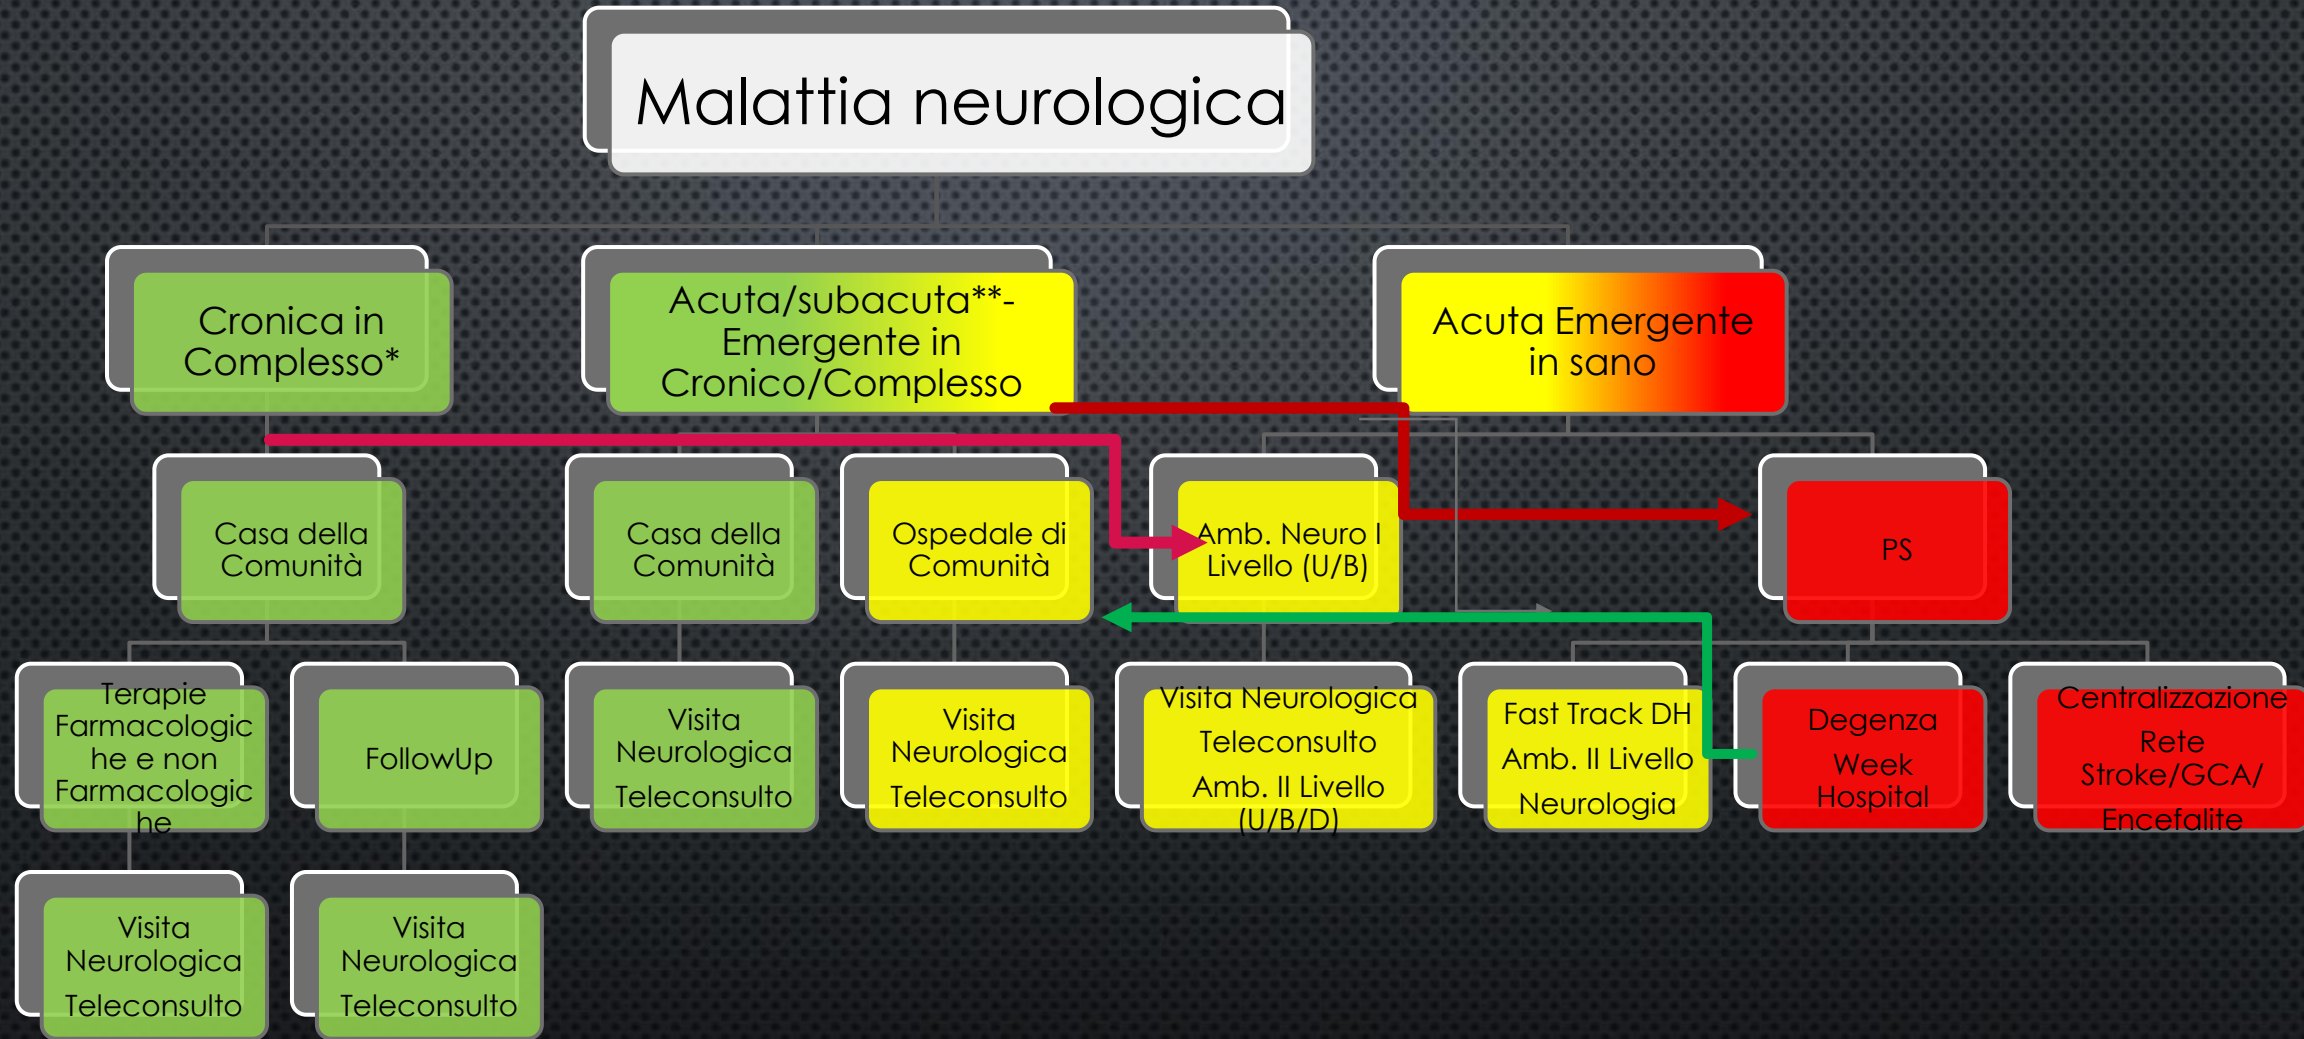 Malattia neurologica
Cronica in
Complesso*
Acuta/subacuta**-
Emergente in
Cronico/Complesso
Acuta Emergente
in sano
Casa della
Comunità
Casa della
Comunità
Ospedale di
Comunità
Amb. Neuro I
Livello (U/B)
PS
Terapie
Farmacologic
he e non
Farmacologic
he
FollowUp
Visita
Neurologica
Teleconsulto
Visita
Neurologica
Teleconsulto
Visita Neurologica
Teleconsulto
Amb. II Livello
(U/B/D)
Fast Track DH
Amb. II Livello
Neurologia
Degenza
Week
Hospital
Centralizzazione
Rete
Stroke/GCA/
Encefalite
Visita
Neurologica
Teleconsulto
Visita
Neurologica
Teleconsulto